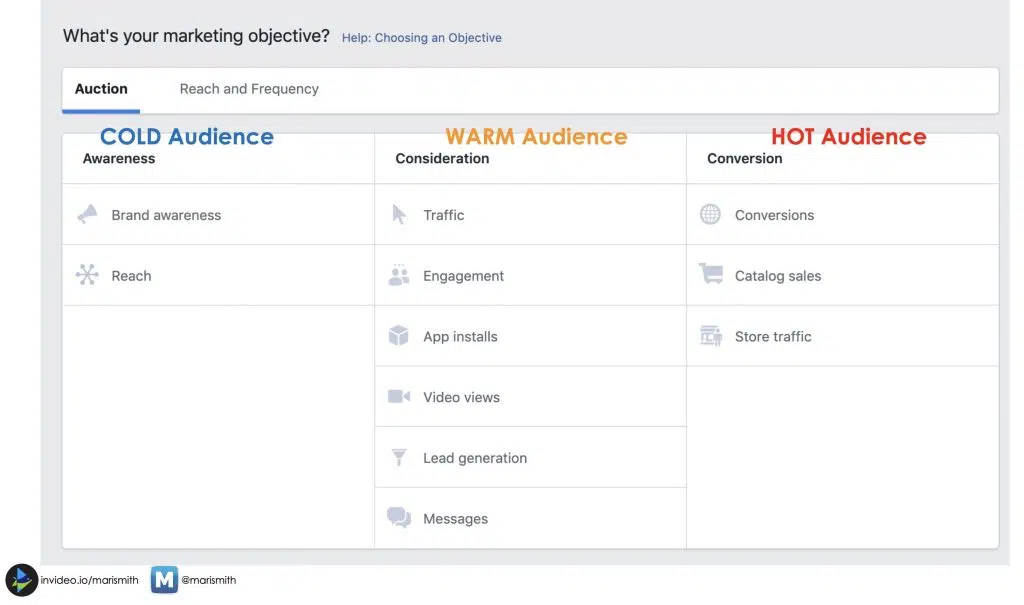 What's your marketing objective? Help: Choosing an Objective
Auction Reach and Frequency
COLD Audience WARM Audience HOT Audience
Awareness Consideration Conversion
Brand awareness Traffic Conversions
Reach Engagement Catalog sales
App installs Store traffic
Video views
Lead generation
Messages
invideo.io/marismith M @marismith